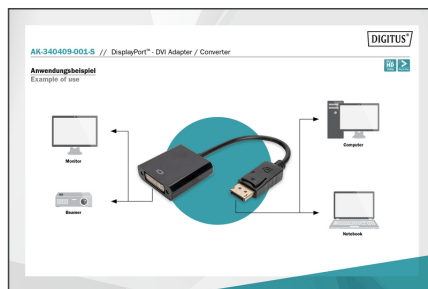 DIGITUS®
AK-340409-001-S // DisplayPort™ - DVI Adapter / Converter
Anwendungsbeispiel
Example of use
HD
Monitor
Computer
Beamer
Notebook